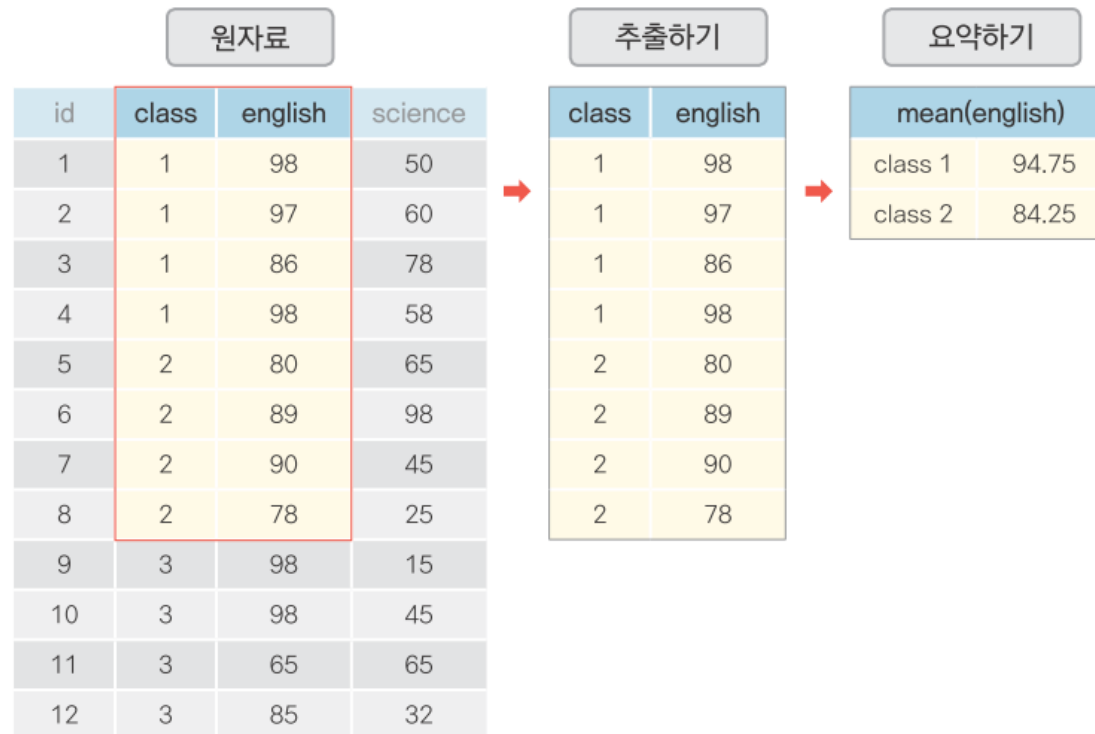 원자료 추출하기 요약하기
id class english science class english mean(english)
1 1 98 50 1 98 class 1 94.75
2 1 97 60 1 97 class 2 84.25
3 1 86 78 1 86
4 1 98 58 1 98
5 2 80 65 2 80
6 2 89 98 2 89
7 2 90 45 2 90
8 2 78 25 2 78
9 3 98 15
10 3 98 45
11 3 65 65
12 3 85 32